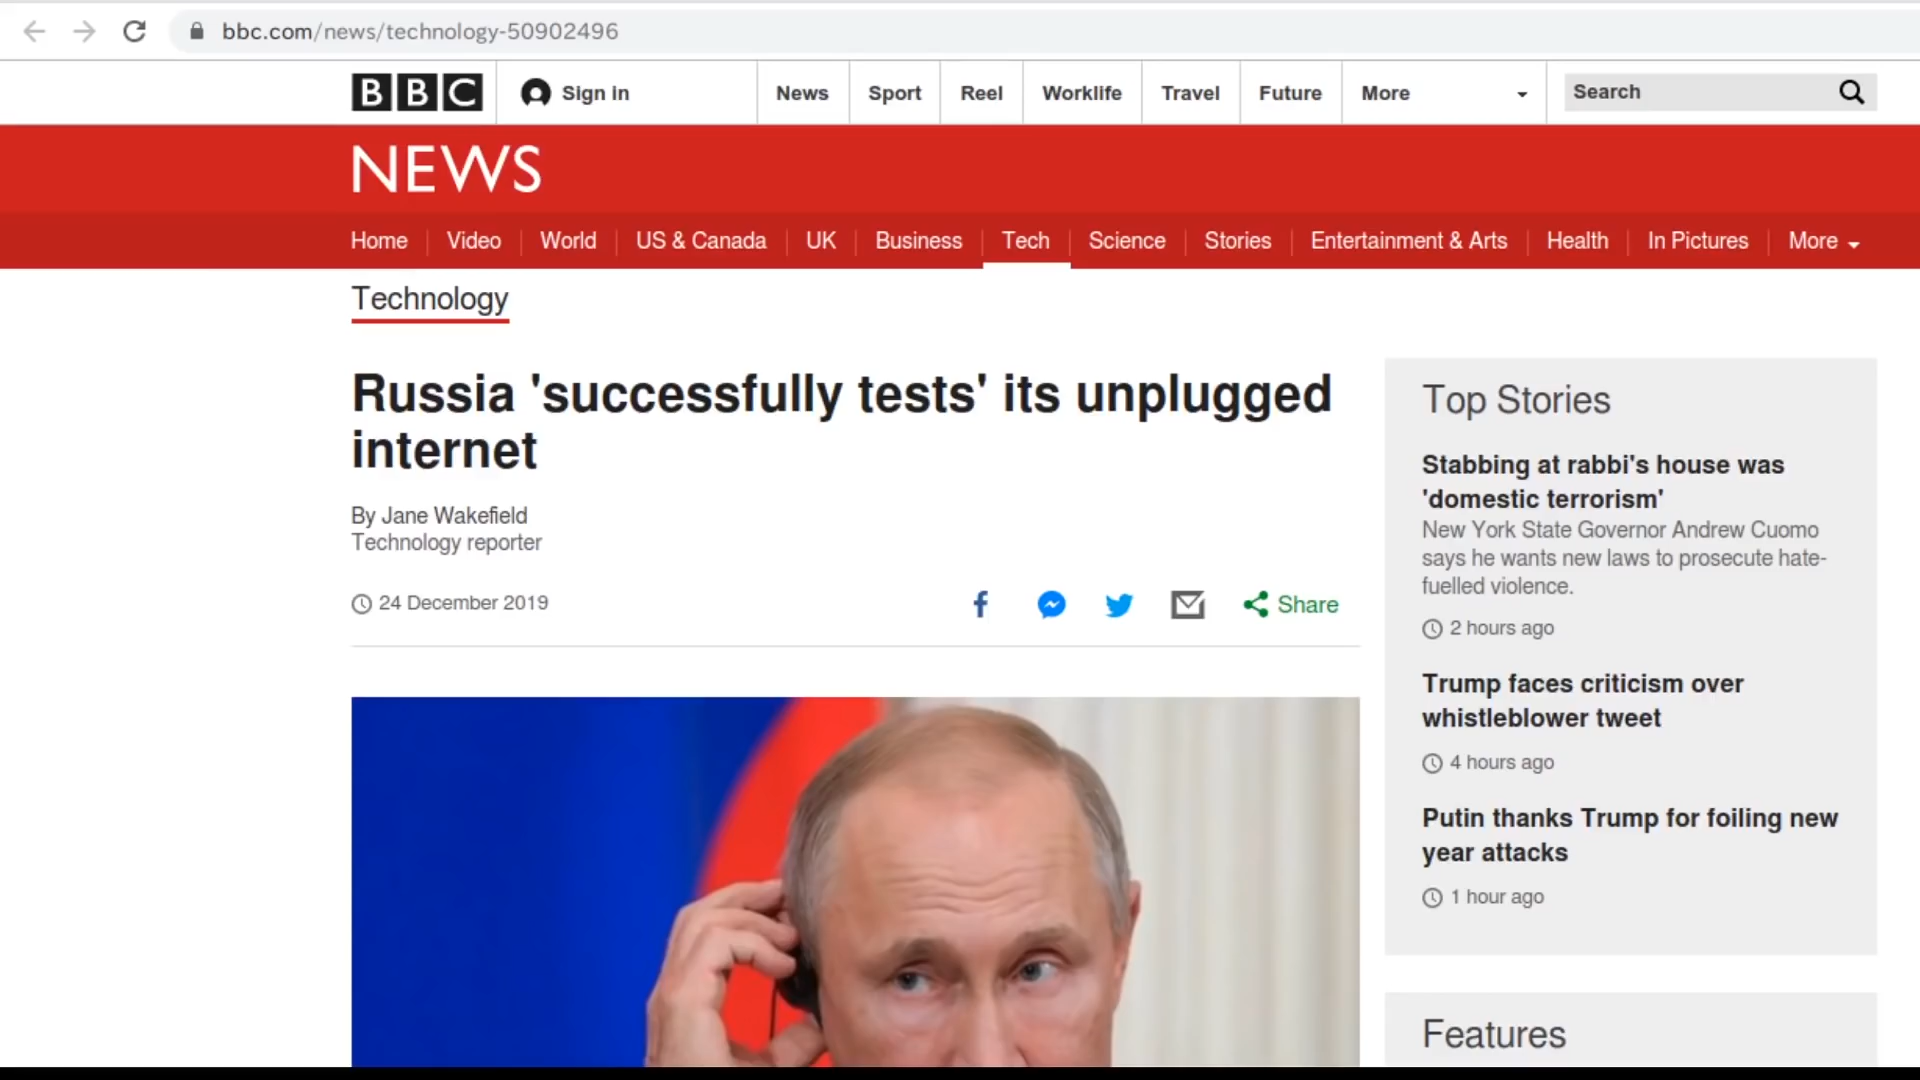 bbc.com/news/technology-50902496
BBC
Sign in
News
Sport
Reel
Worklife
Travel
Future
More
Search
NEWS
Home
Video
World
US & Canada
UK
Business
Tech
Science
Stories
Entertainment & Arts
Health
In Pictures
More
Technology
Russia 'successfully tests' its unplugged
internet
By Jane Wakefield
Technology reporter
24 December 2019
Share
Top Stories
Stabbing at rabbi's house was
'domestic terrorism'
New York State Governor Andrew Cuomo
says he wants new laws to prosecute hate-
fuelled violence.
2 hours ago
Trump faces criticism over
whistleblower tweet
4 hours ago
Putin thanks Trump for foiling new
year attacks
1 hour ago
Features